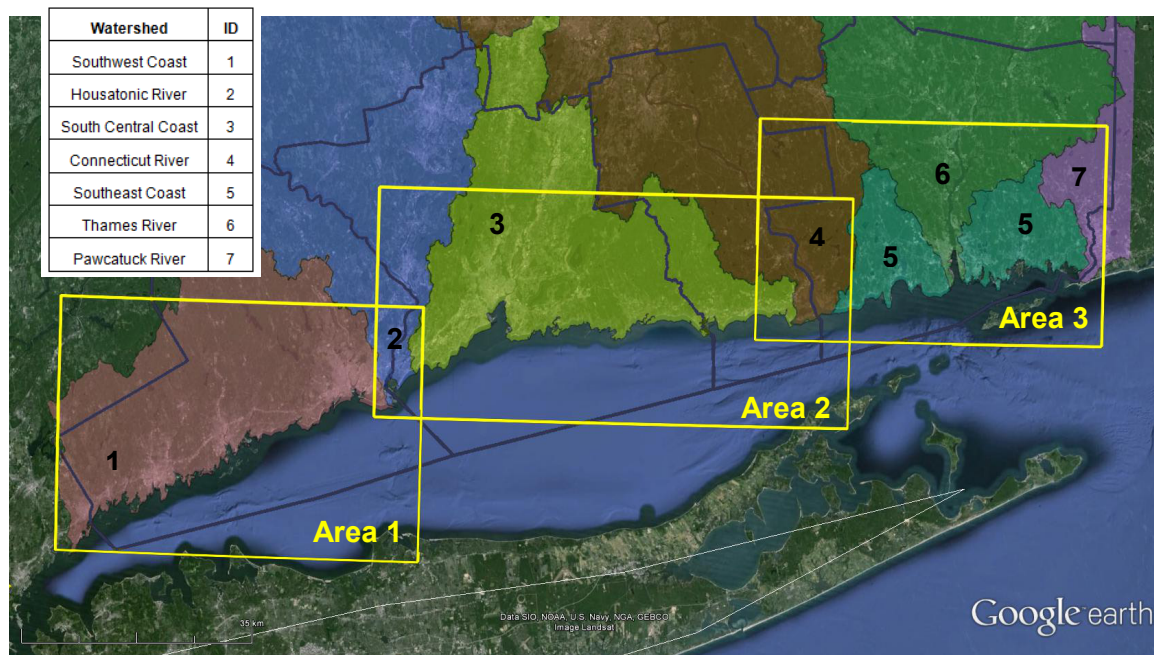 Watershed ID
Southwest Coast 1
Housatonic River 2
South Central Coast 3
Connecticut River 4
Southeast Coast 5
Thames River 6
Pawcatuck River 7
6
7
3
4
5
5
Area 3
2
Area 2
1
Area 1
Data SIO, NOAA, U.S. Navy, NGA, GEBCO
Image Landsat
35 km
Google earth